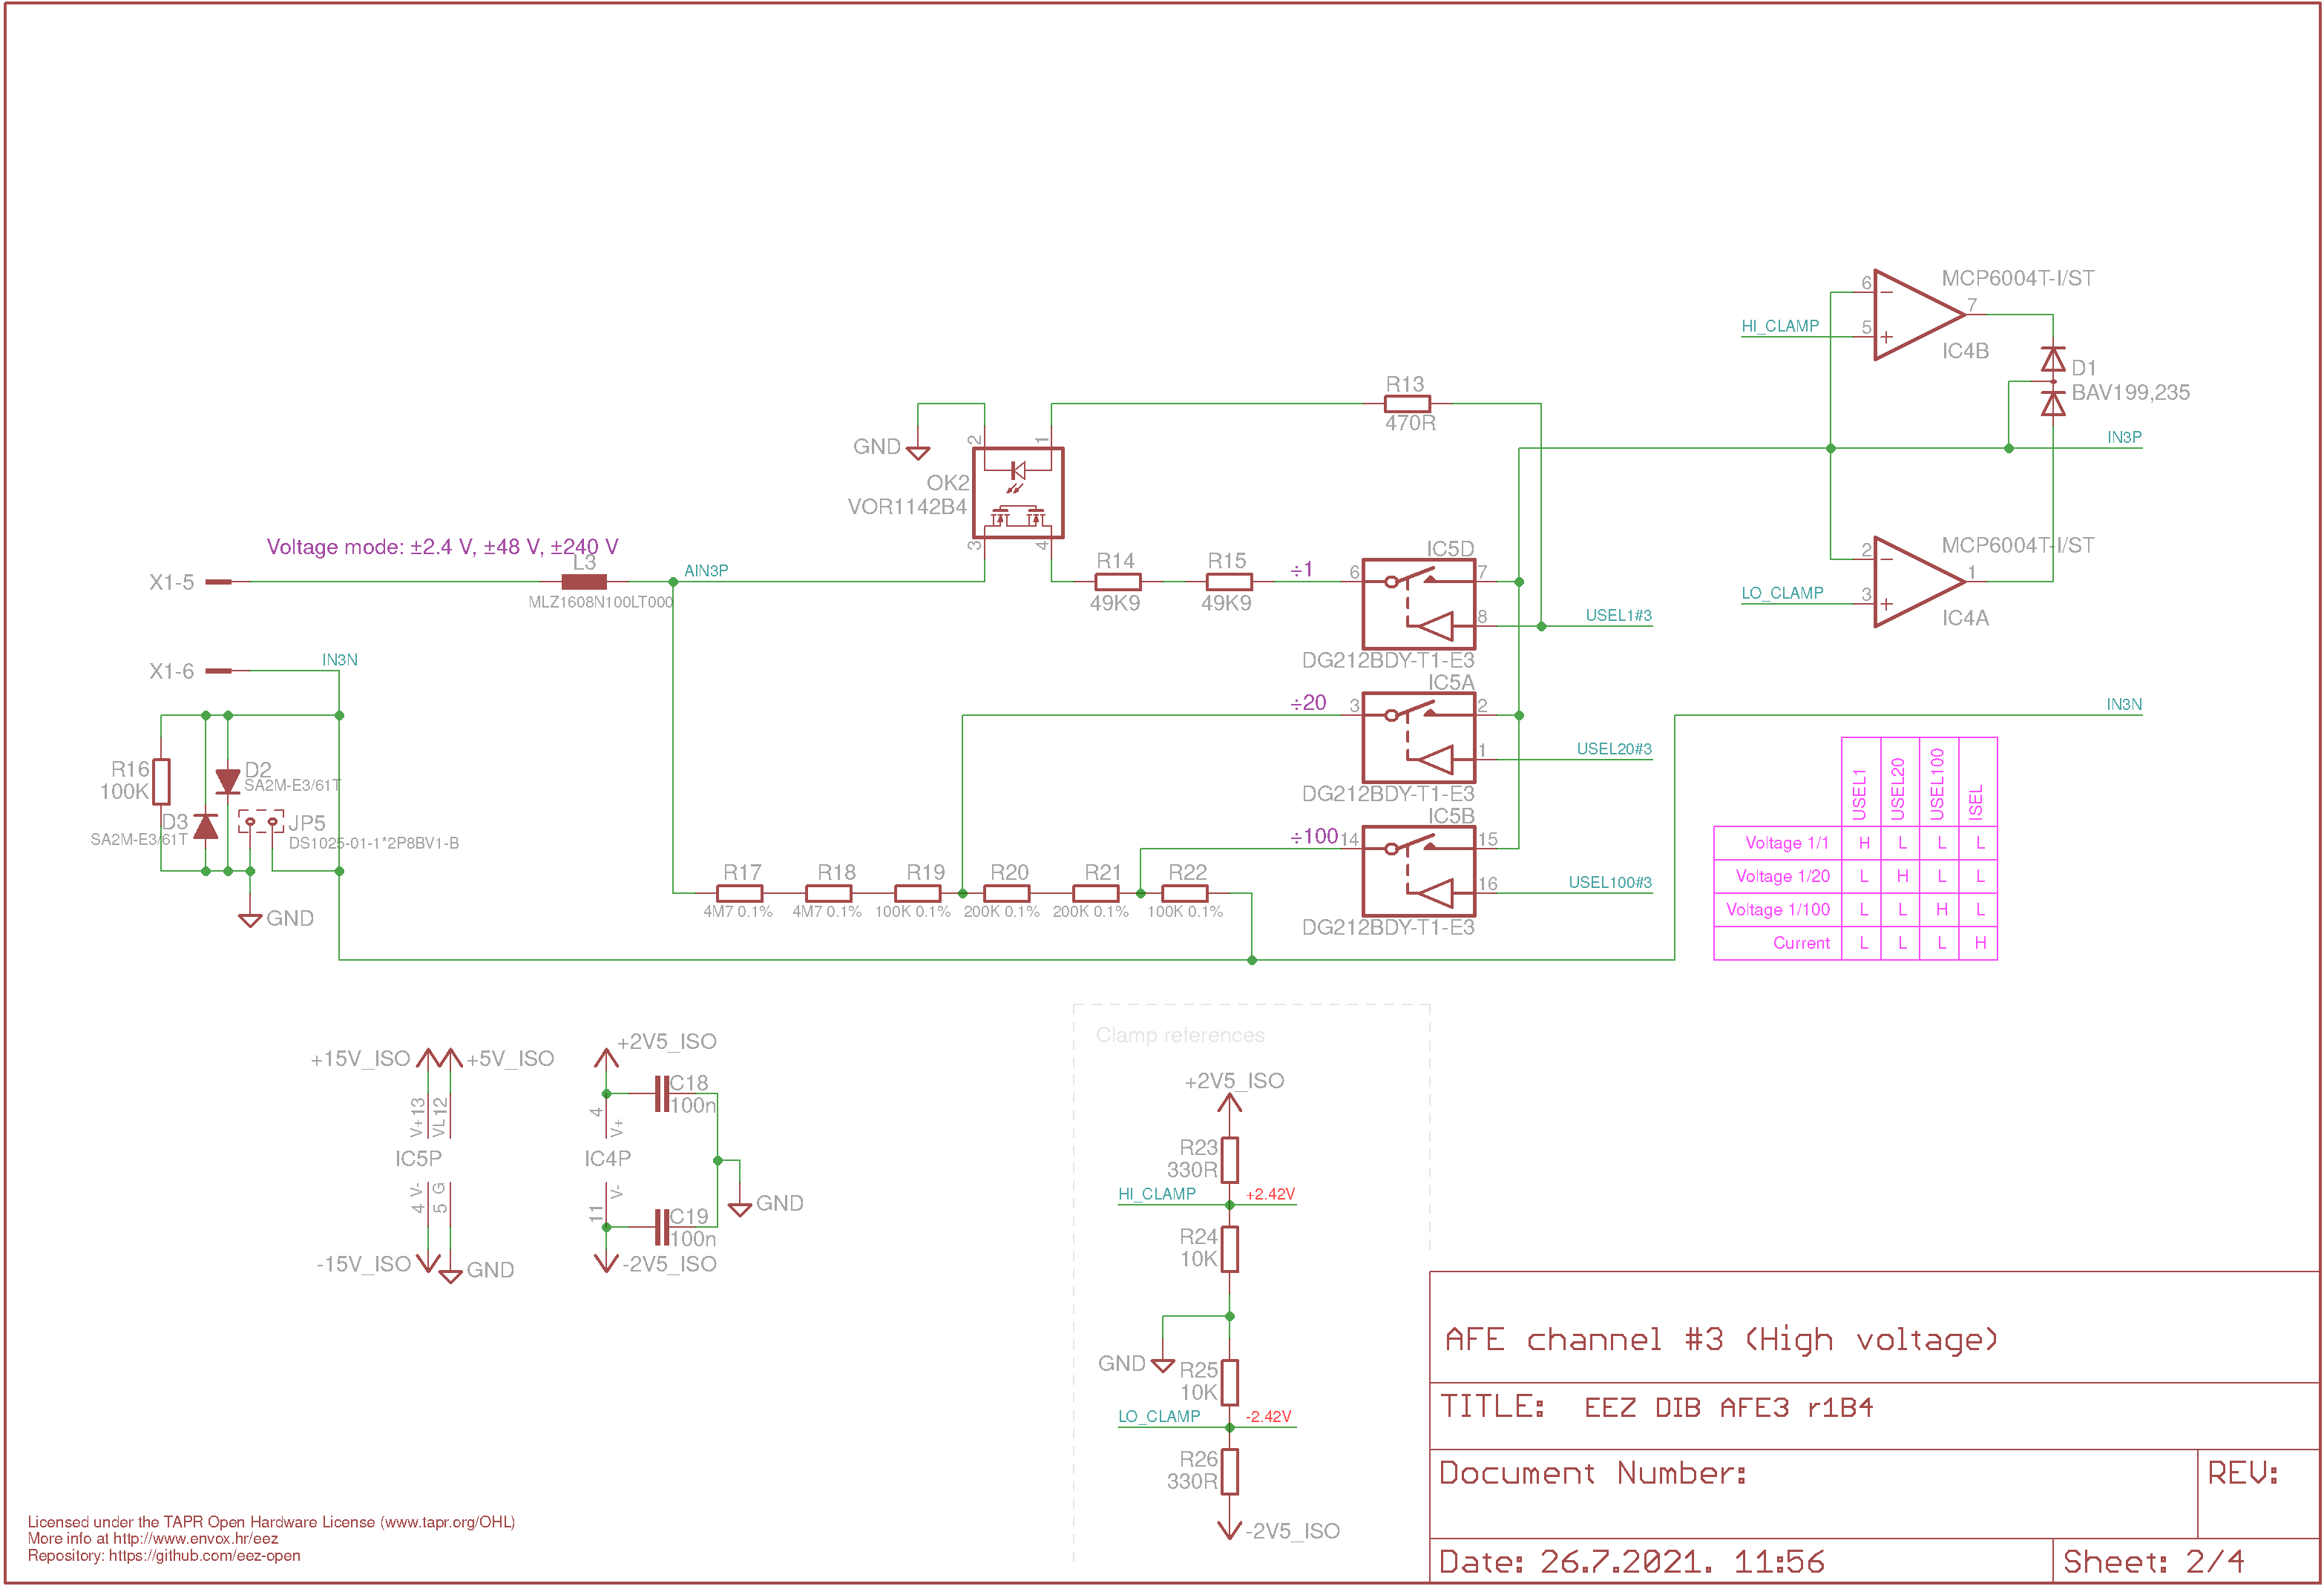 MCP6004T-I/ST
6
7
HI_CLAMP
5
IC4B
D1
BAV199,235
R13
470R
GND
2
1
OK2
VOR1142B4
3
4
IN3P
Voltage mode: ±2.4 V, ±48 V, ±240 V
X1-5
L3
MLZ1608N100LT000
AIN3P
R14
49K9
R15
49K9
÷1
6
IC5D
7
8
USEL1#3
DG212BDY-T1-E3
MCP6004T-I/ST
2
1
LO_CLAMP
3
IC4A
X1-6
IN3N
÷20
3
IC5A
2
1
USEL20#3
DG212BDY-T1-E3
IN3N
R16
100K
D2
SA2M-E3/61T
D3
SA2M-E3/61T
JP5
DS1025-01-1*2P8BV1-B
GND
÷100
14
IC5B
15
16
USEL100#3
DG212BDY-T1-E3
R17
4M7 0.1%
R18
4M7 0.1%
R19
100K 0.1%
R20
200K 0.1%
R21
200K 0.1%
R22
100K 0.1%
USEL1 USEL20 USEL100 ISEL
Voltage 1/1 H L L L
Voltage 1/20 L H L L
Voltage 1/100 L L H L
Current L L L H
+15V_ISO
+5V_ISO
V+ 13
VL 12
IC5P
4 V-
5 G
-15V_ISO
GND
+2V5_ISO
C18
100n
4
V+
IC4P
V-
11
C19
100n
-2V5_ISO
GND
Clamp references
+2V5_ISO
R23
330R
HI_CLAMP
+2.42V
R24
10K
GND
R25
10K
LO_CLAMP
-2.42V
R26
330R
-2V5_ISO
AFE channel #3 (High voltage)
TITLE: EEZ DIB AFE3 r1B4
Document Number:
REV:
Date: 26.7.2021. 11:56
Sheet: 2/4
Licensed under the TAPR Open Hardware License (www.tapr.org/OHL)
More info at http://www.envox.hr/eez
Repository: https://github.com/eez-open